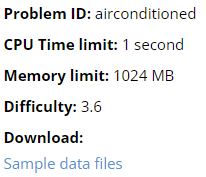 Problem ID: airconditioned
CPU Time limit: 1 second
Memory limit: 1024 MB
Difficulty: 3.6
Download:
Sample data files